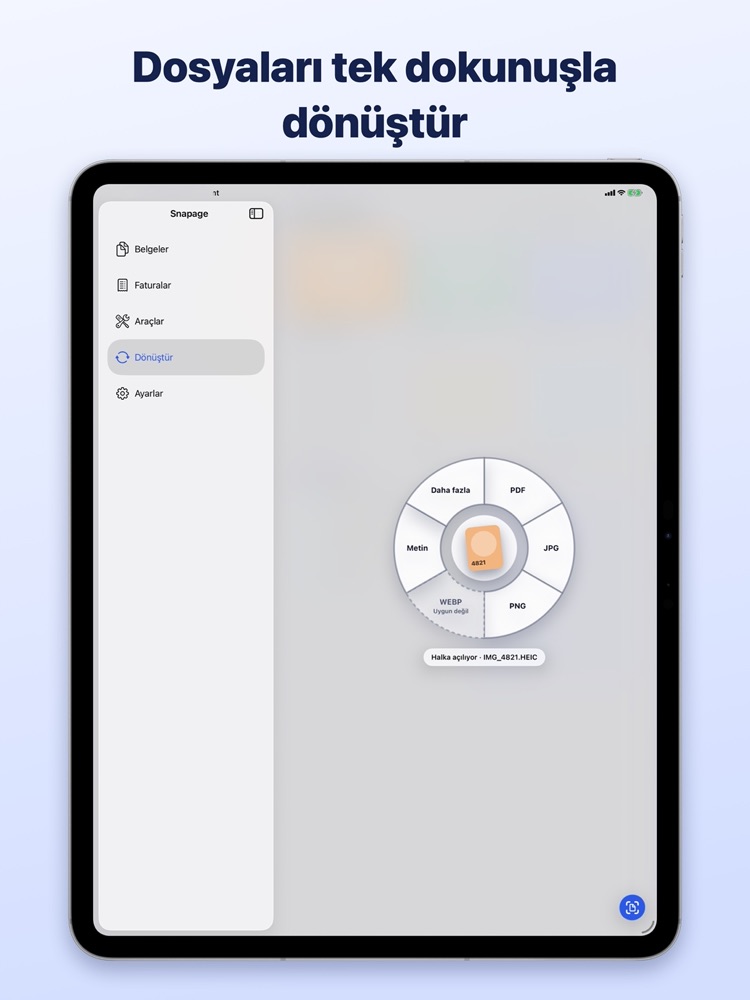 Dosyaları tek dokunuşla
dönüştür
Snapage
Belgeler
Faturalar
Araçlar
Dönüştür
Ayarlar
Daha fazla
PDF
Metin
JPG
4821
WEBP
Uygun değil
PNG
Halka açılıyor · IMG_4821.HEIC